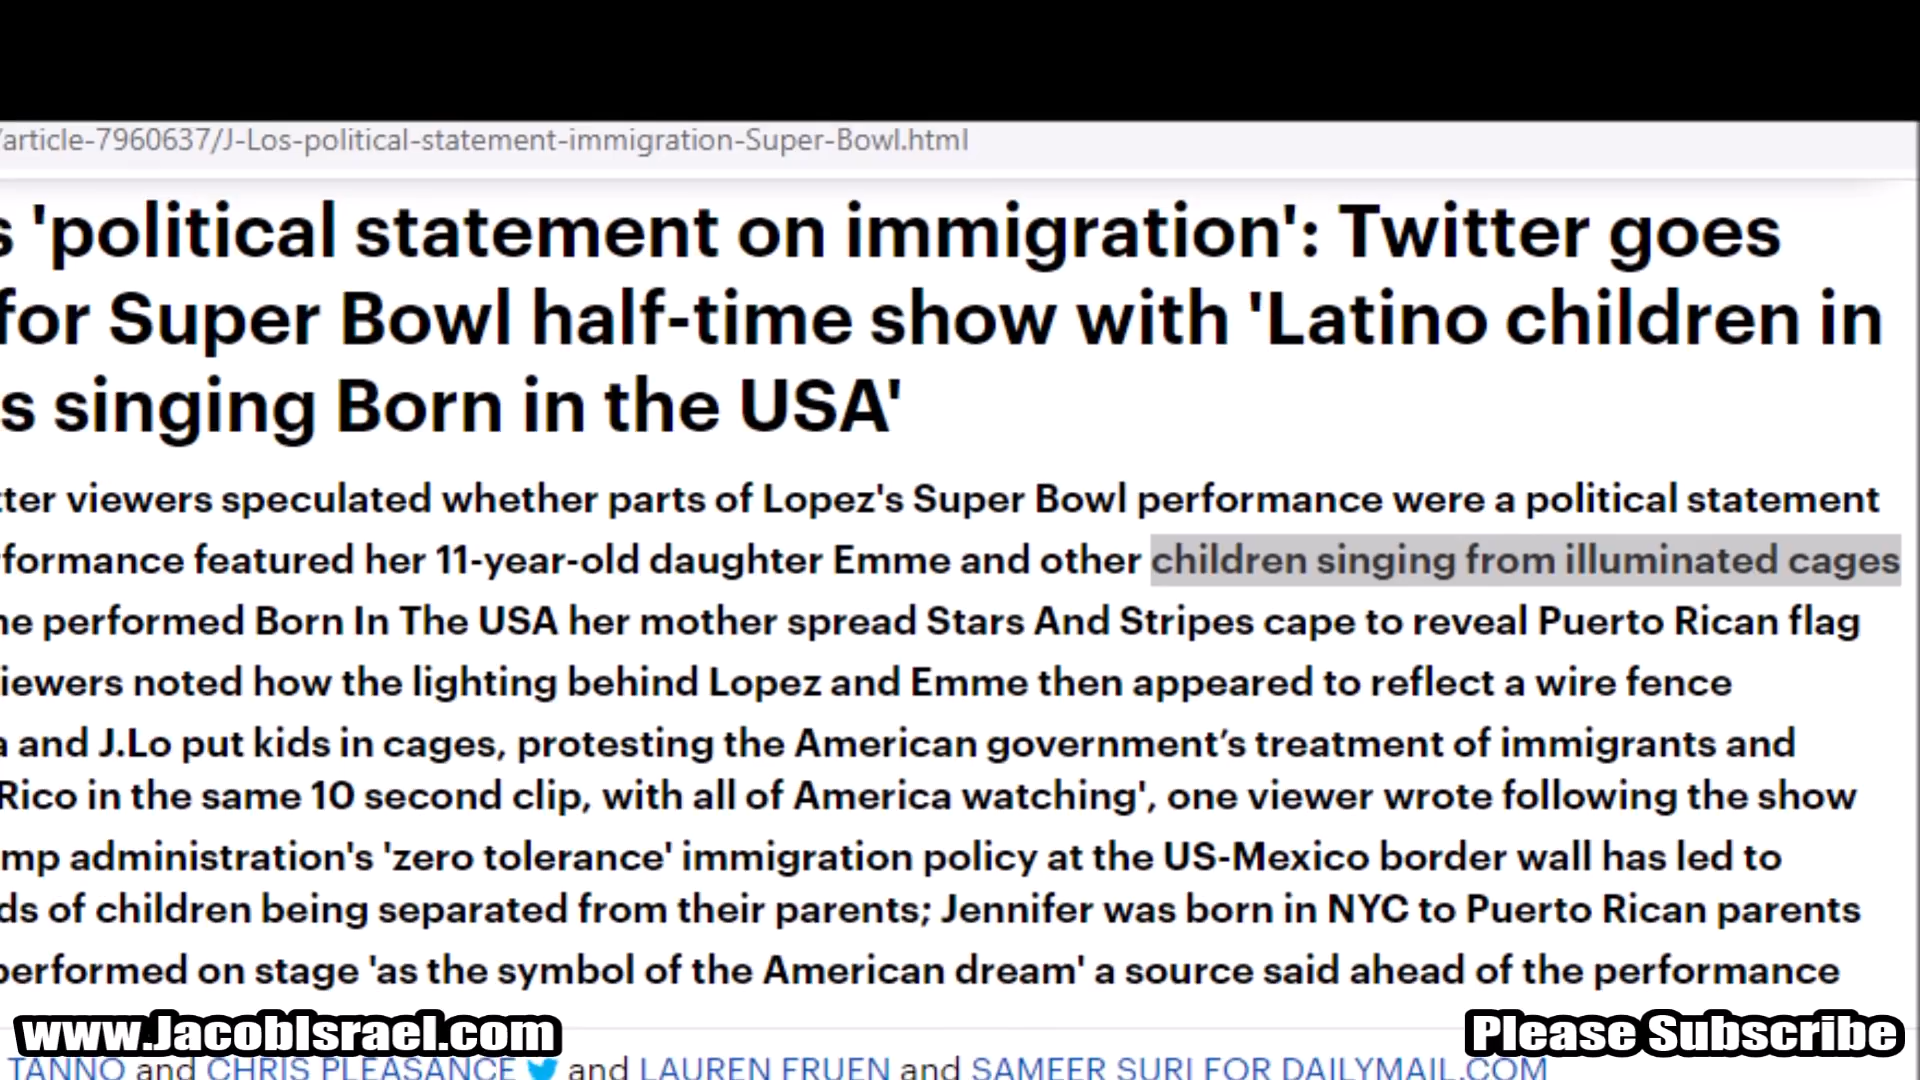 /article-7960637/J-Los-political-statement-immigration-Super-Bowl.html
s 'political statement on immigration': Twitter goes
for Super Bowl half-time show with 'Latino children in
s singing Born in the USA'
tter viewers speculated whether parts of Lopez's Super Bowl performance were a political statement
rformance featured her 11-year-old daughter Emme and other children singing from illuminated cages
ne performed Born In The USA her mother spread Stars And Stripes cape to reveal Puerto Rican flag
iewers noted how the lighting behind Lopez and Emme then appeared to reflect a wire fence
a and J.Lo put kids in cages, protesting the American government’s treatment of immigrants and
Rico in the same 10 second clip, with all of America watching', one viewer wrote following the show
mp administration's 'zero tolerance' immigration policy at the US-Mexico border wall has led to
ds of children being separated from their parents; Jennifer was born in NYC to Puerto Rican parents
performed on stage 'as the symbol of the American dream' a source said ahead of the performance
www.JacobIsrael.com
Please Subscribe
TANNO and CHRIS PLEASANCE and LAUREN FRUEN and SAMEER SURI FOR DAILYMAIL.COM